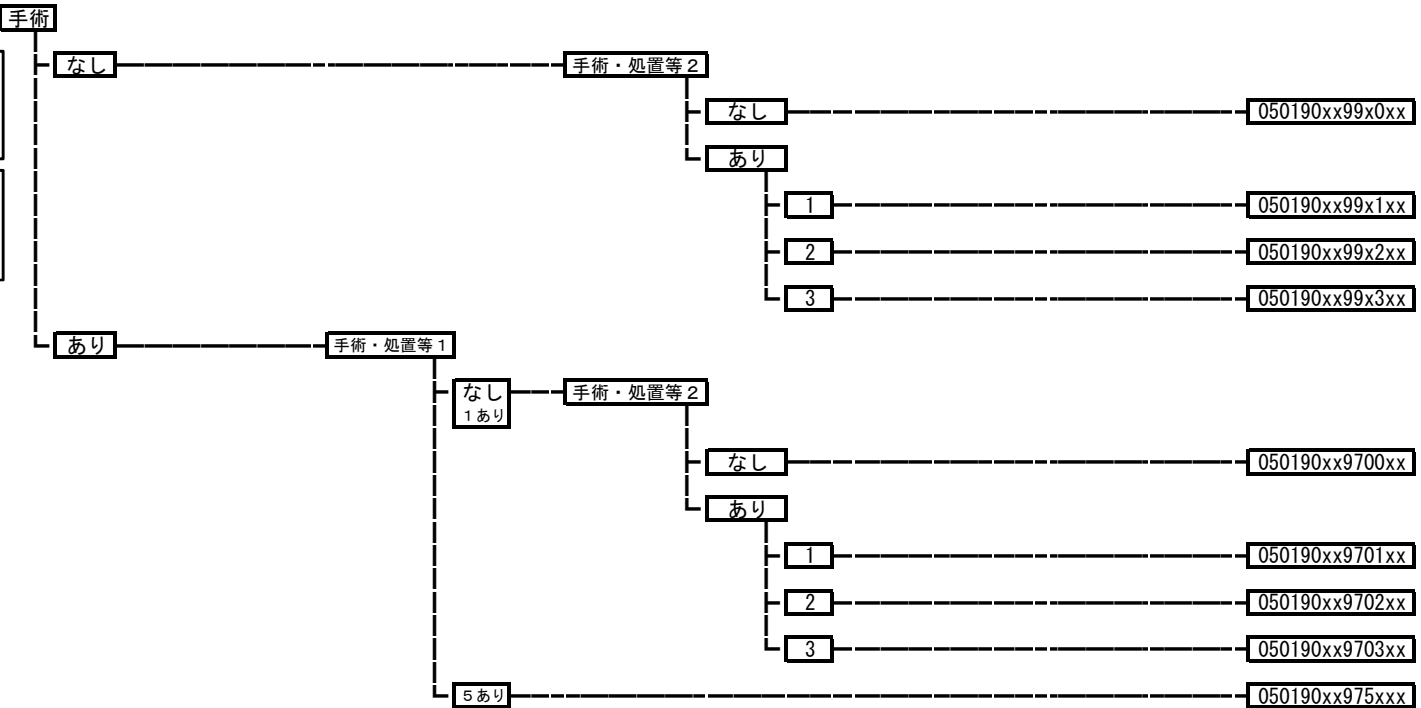 手術
なし 手術・処置等2
なし 050190xx99x0xx
あり
1 050190xx99x1xx
2 050190xx99x2xx
3 050190xx99x3xx
あり 手術・処置等1
なし 手術・処置等2
1あり
なし 050190xx9700xx
あり
1 050190xx9701xx
2 050190xx9702xx
3 050190xx9703xx
5あり 050190xx975xxx